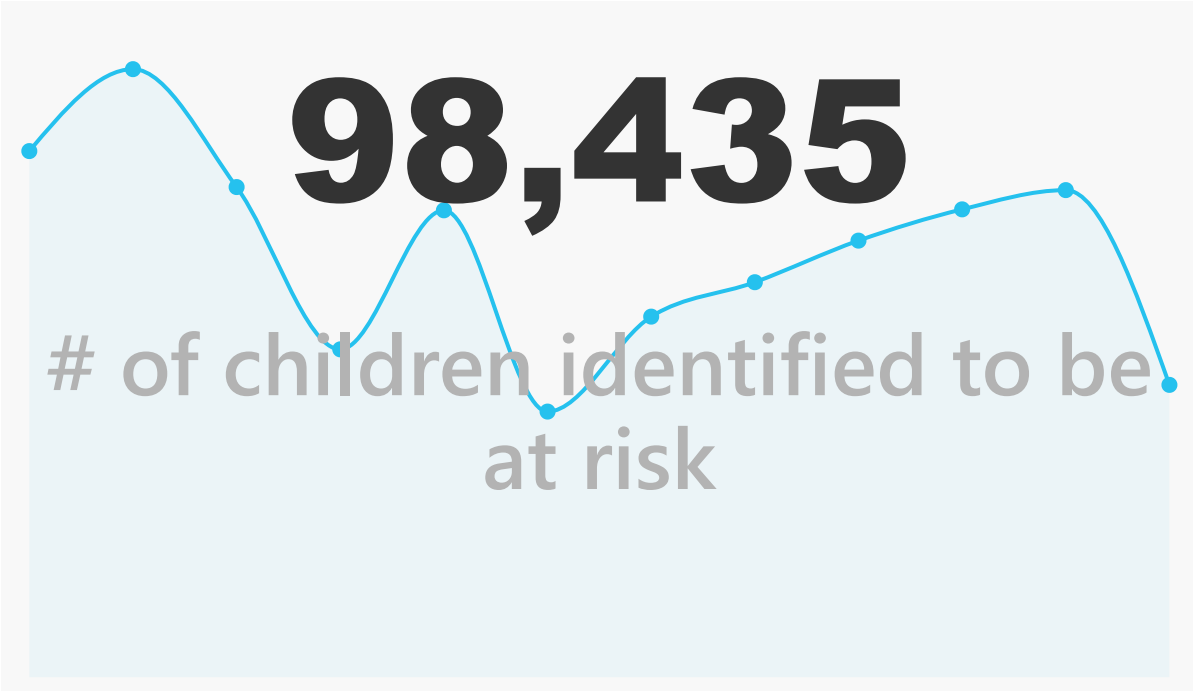 98,435
# of children identified to be
at risk